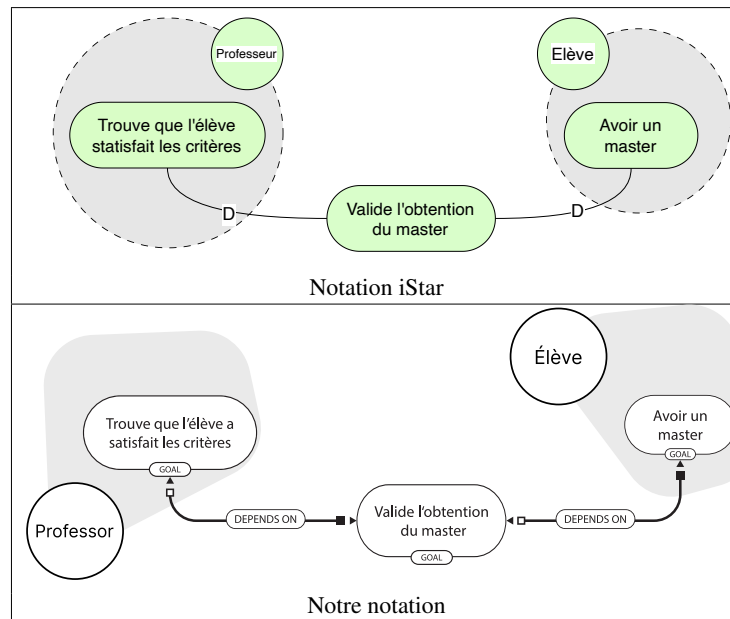 Professeur
Elève
Trouve que l'élève
statisfait les critères
Avoir un
master
D
D
Valide l'obtention
du master
Notation iStar
Élève
Trouve que l'élève a
satisfait les critères
GOAL
Avoir un
master
GOAL
Professor
DEPENDS ON
Valide l'obtention
du master
GOAL
DEPENDS ON
Notre notation